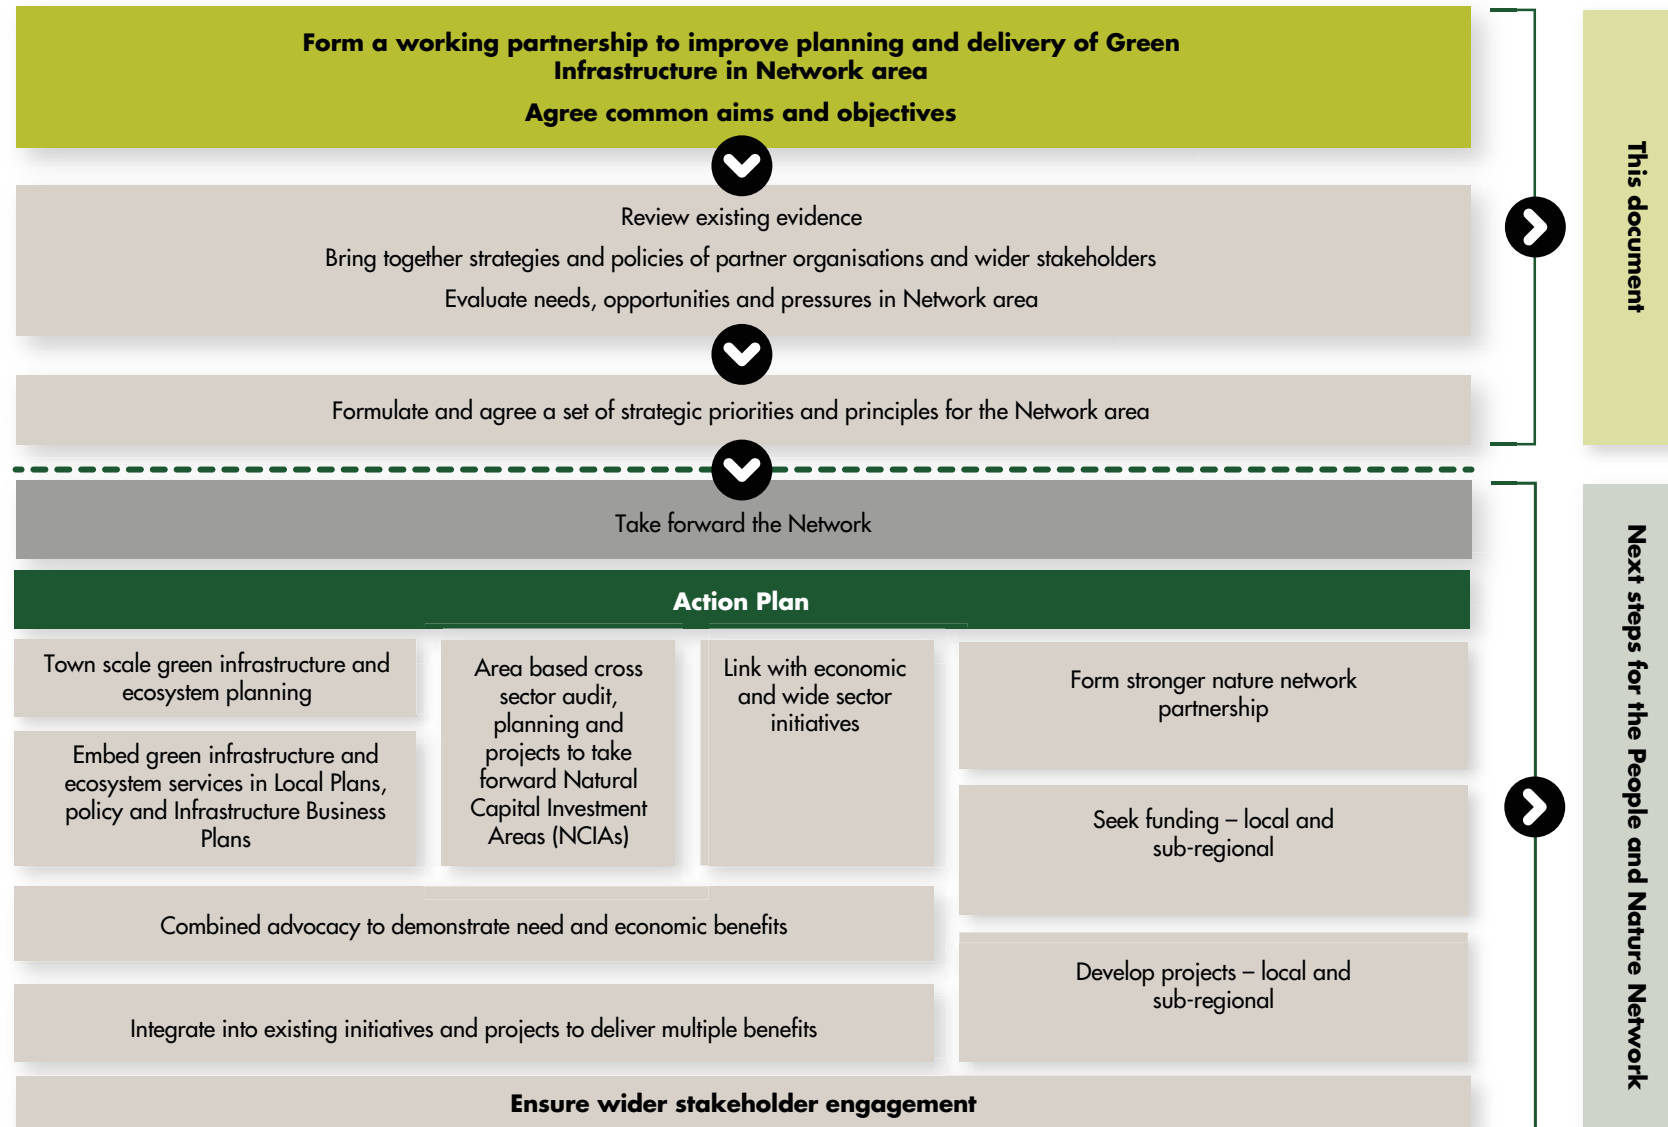 Form a working partnership to improve planning and delivery of Green
Infrastructure in Network area
Agree common aims and objectives
Review existing evidence
Bring together strategies and policies of partner organisations and wider stakeholders
Evaluate needs, opportunities and pressures in Network area
Formulate and agree a set of strategic priorities and principles for the Network area
This document
Take forward the Network
Action Plan
Town scale green infrastructure and
ecosystem planning
Embed green infrastructure and
ecosystem services in Local Plans,
policy and Infrastructure Business
Plans
Area based cross
sector audit,
planning and
projects to take
forward Natural
Capital Investment
Areas (NCIAs)
Link with economic
and wide sector
initiatives
Combined advocacy to demonstrate need and economic benefits
Integrate into existing initiatives and projects to deliver multiple benefits
Form stronger nature network
partnership
Seek funding – local and
sub-regional
Develop projects – local and
sub-regional
Ensure wider stakeholder engagement
Next steps for the People and Nature Network